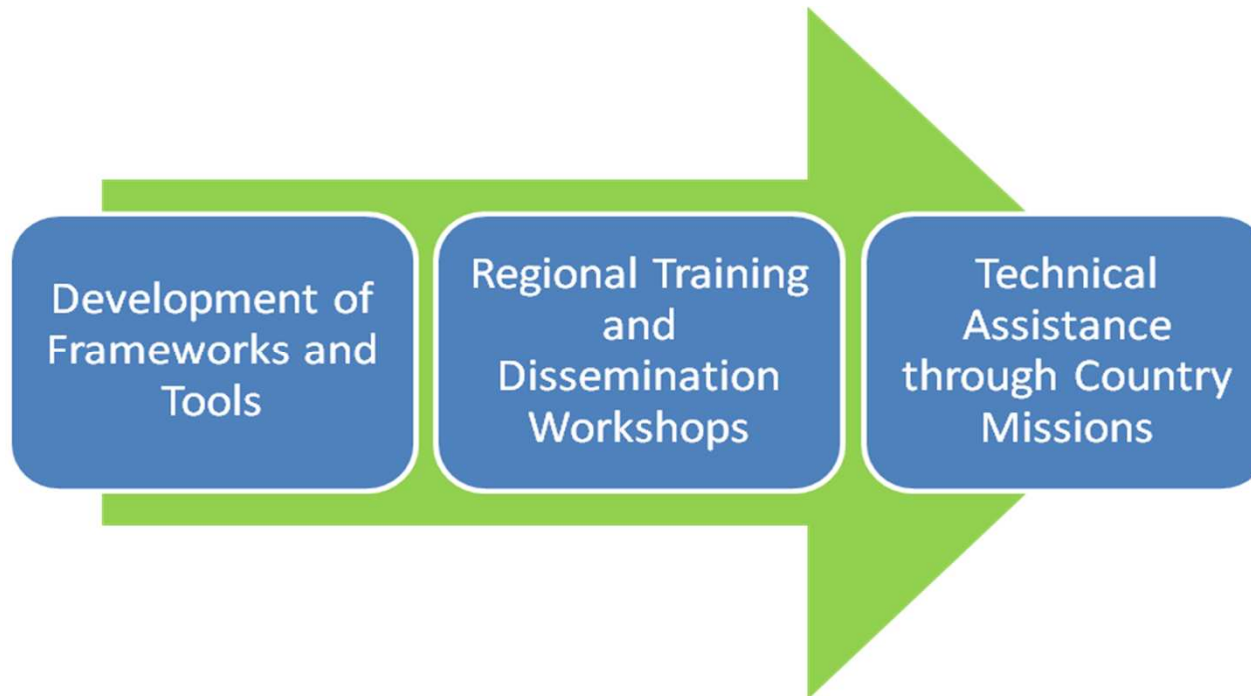 Development of
Frameworks and
Tools
Regional Training
and
Dissemination
Workshops
Technical
Assistance
through Country
Missions